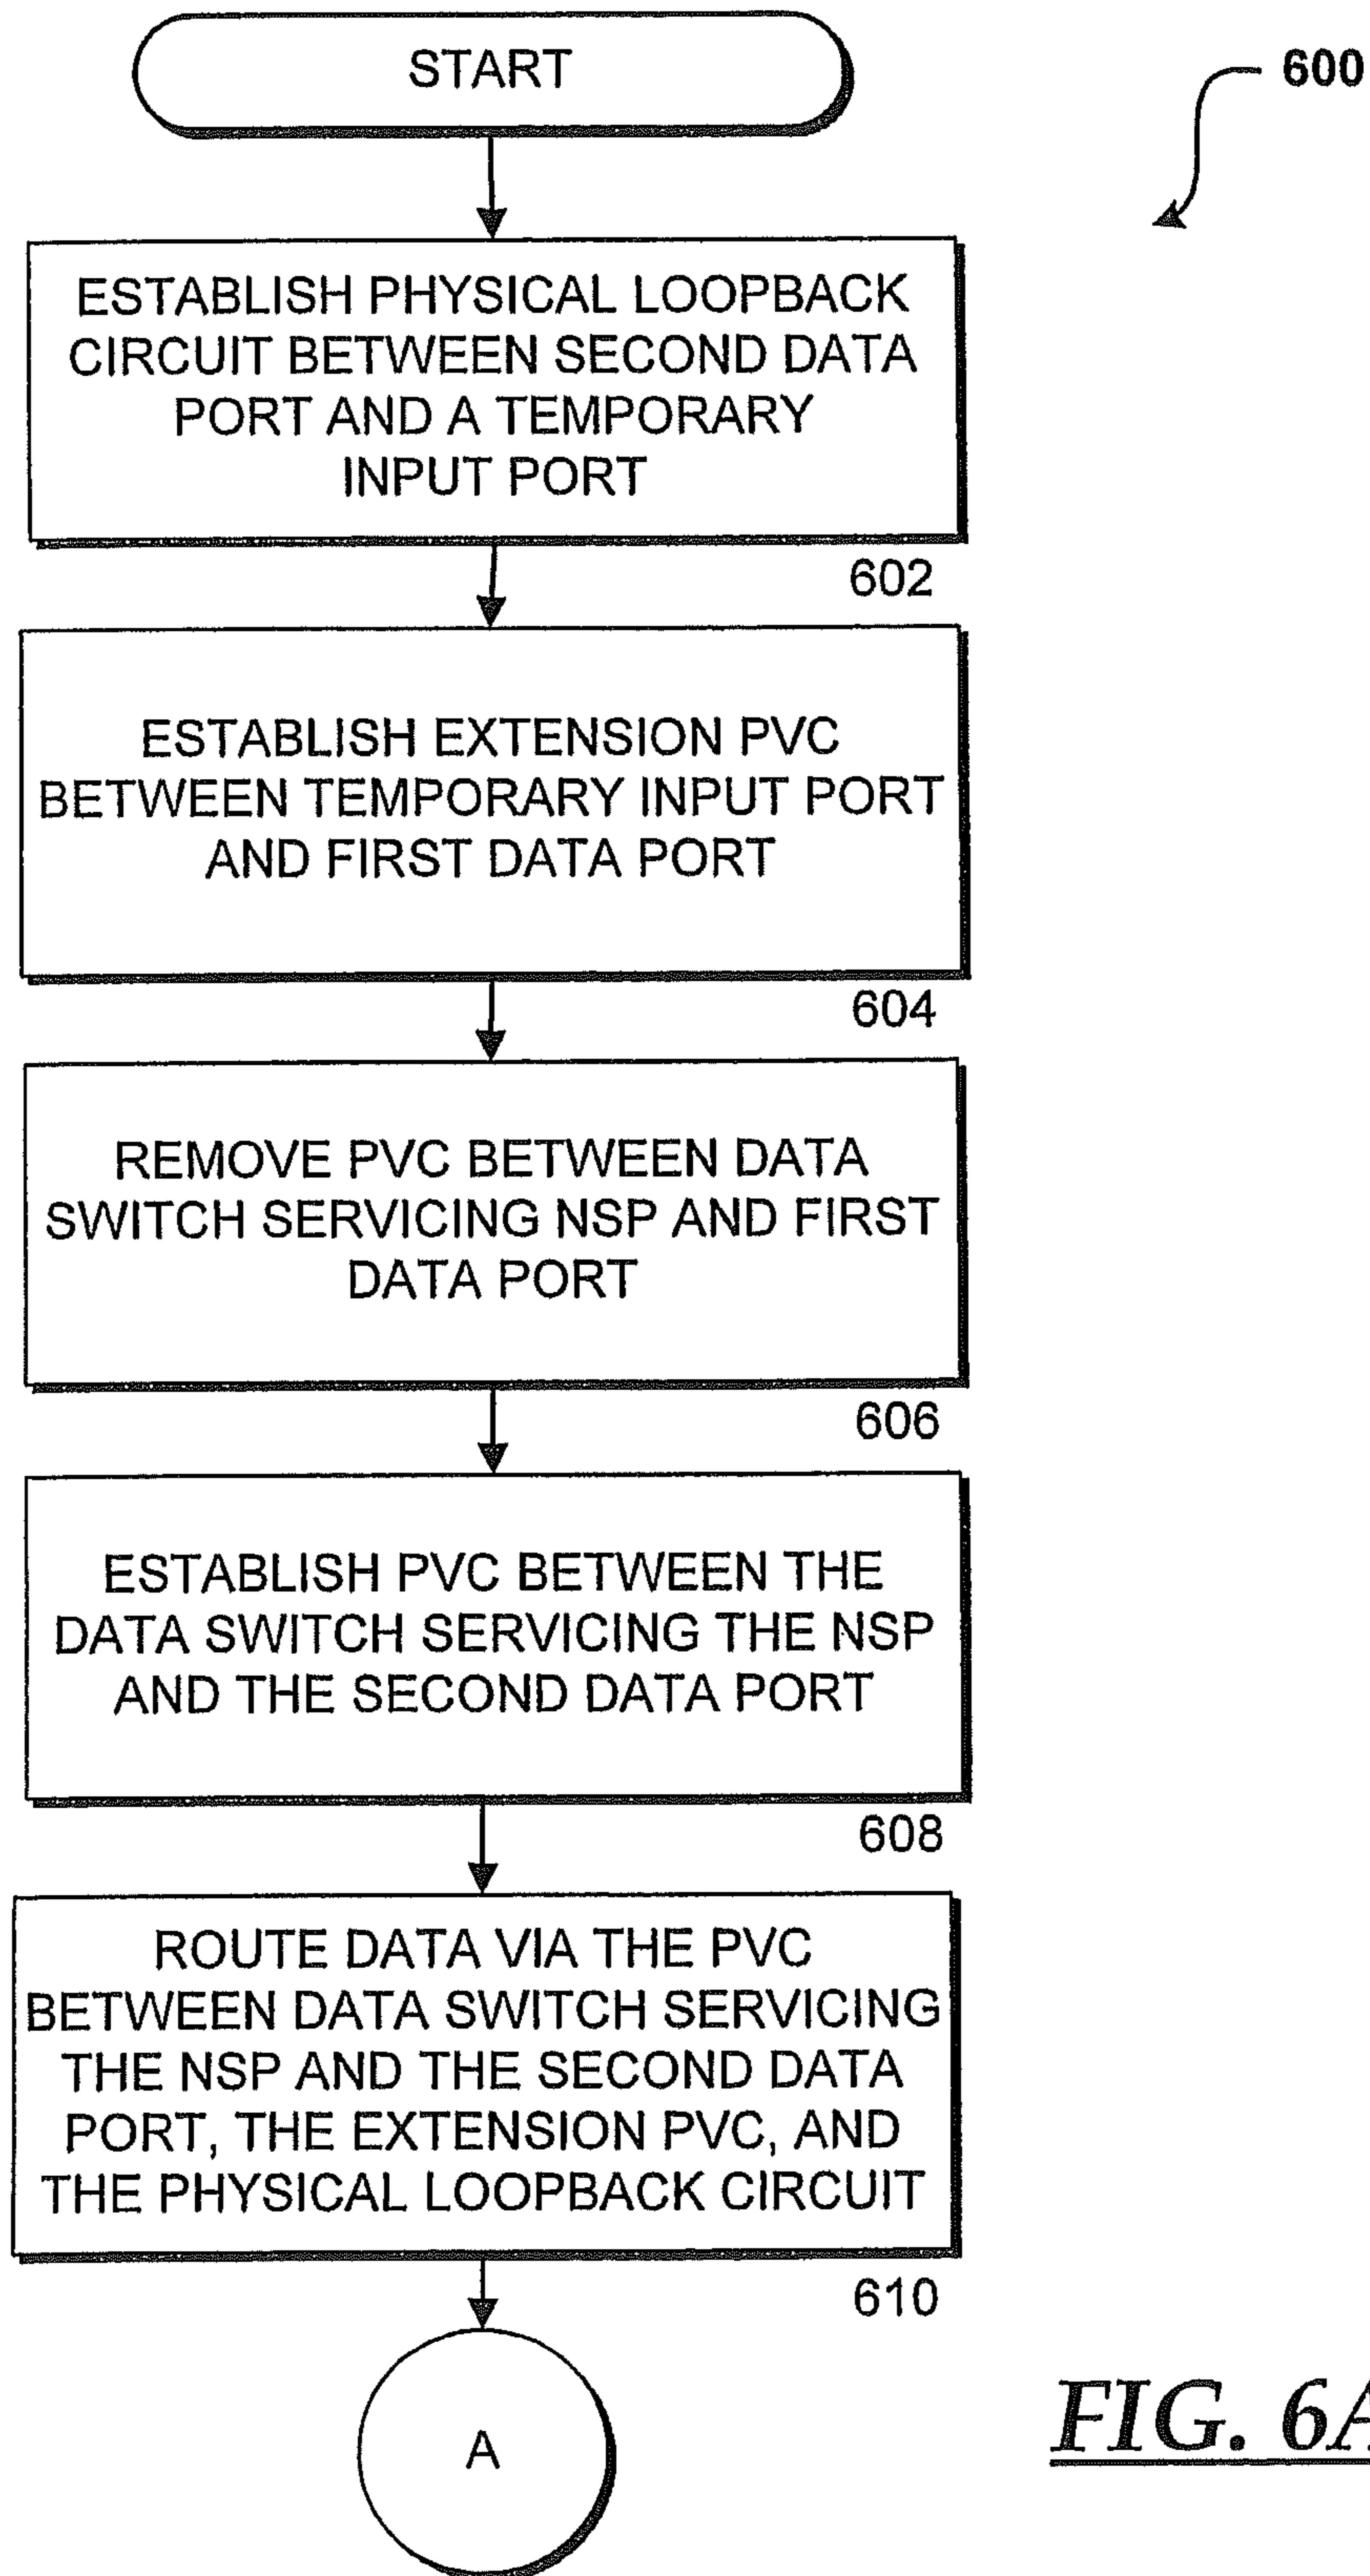 START
600
ESTABLISH PHYSICAL LOOPBACK
CIRCUIT BETWEEN SECOND DATA
PORT AND A TEMPORARY
INPUT PORT
602
ESTABLISH EXTENSION PVC
BETWEEN TEMPORARY INPUT PORT
AND FIRST DATA PORT
604
REMOVE PVC BETWEEN DATA
SWITCH SERVICING NSP AND FIRST
DATA PORT
606
ESTABLISH PVC BETWEEN THE
DATA SWITCH SERVICING THE NSP
AND THE SECOND DATA PORT
608
ROUTE DATA VIA THE PVC
BETWEEN DATA SWITCH SERVICING
THE NSP AND THE SECOND DATA
PORT, THE EXTENSION PVC, AND
THE PHYSICAL LOOPBACK CIRCUIT
610
A
FIG. 6A